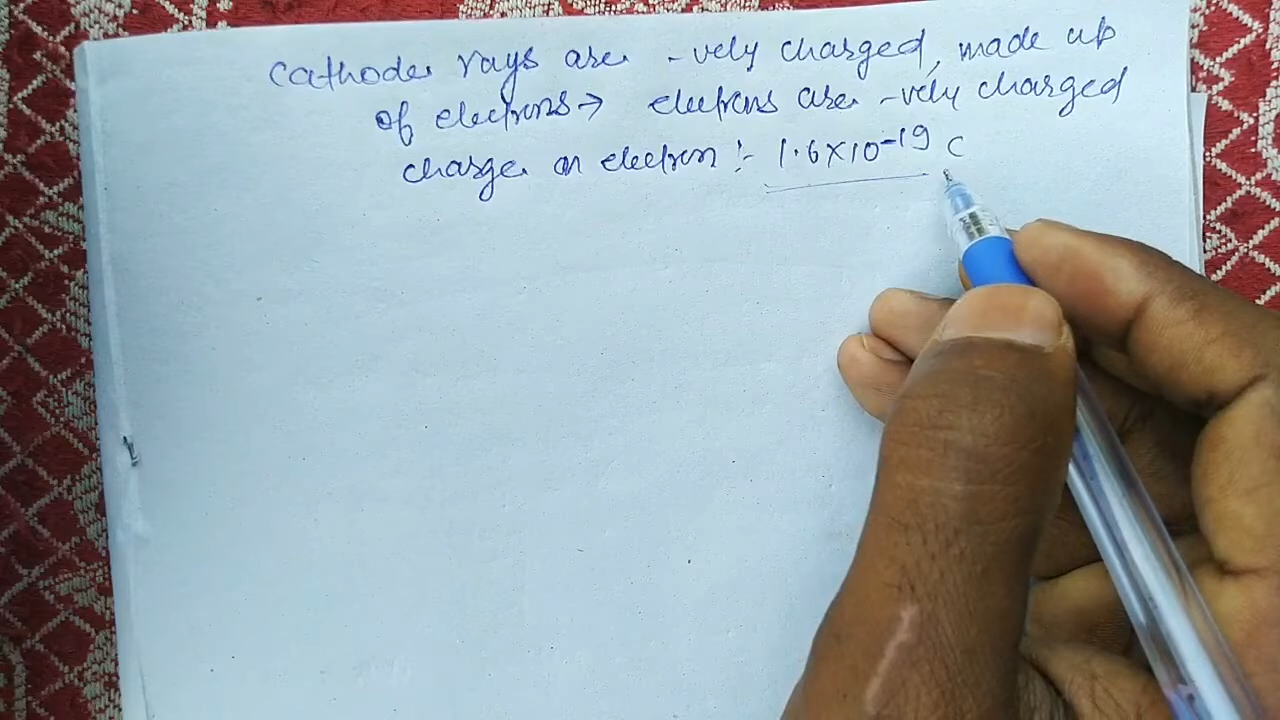 Cathode rays are -vely charged, made up
of electrons → electrons are -vely charged
charge on electron :- 1.6×10⁻¹⁹ C